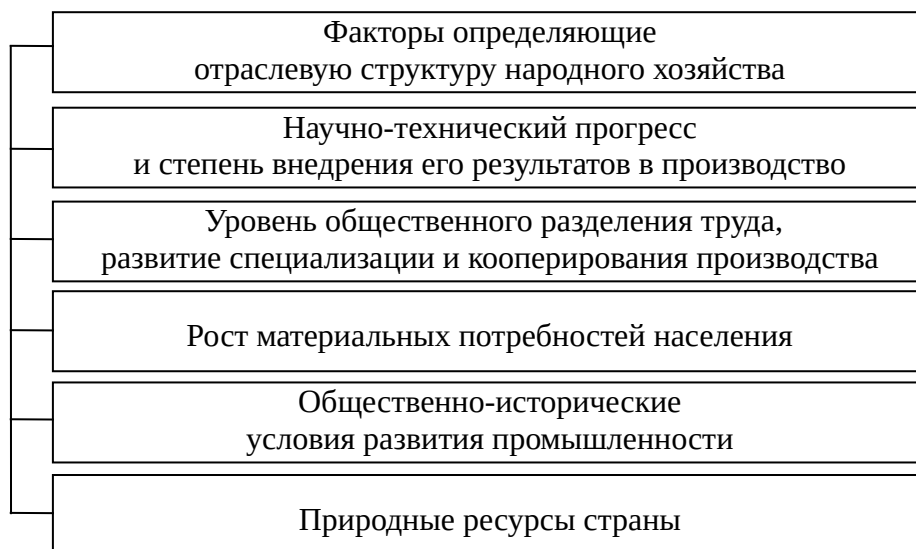 Факторы определяющие
отраслевую структуру народного хозяйства
Научно-технический прогресс
и степень внедрения его результатов в производство
Уровень общественного разделения труда,
развитие специализации и кооперирования производства
Рост материальных потребностей населения
Общественно-исторические
условия развития промышленности
Природные ресурсы страны